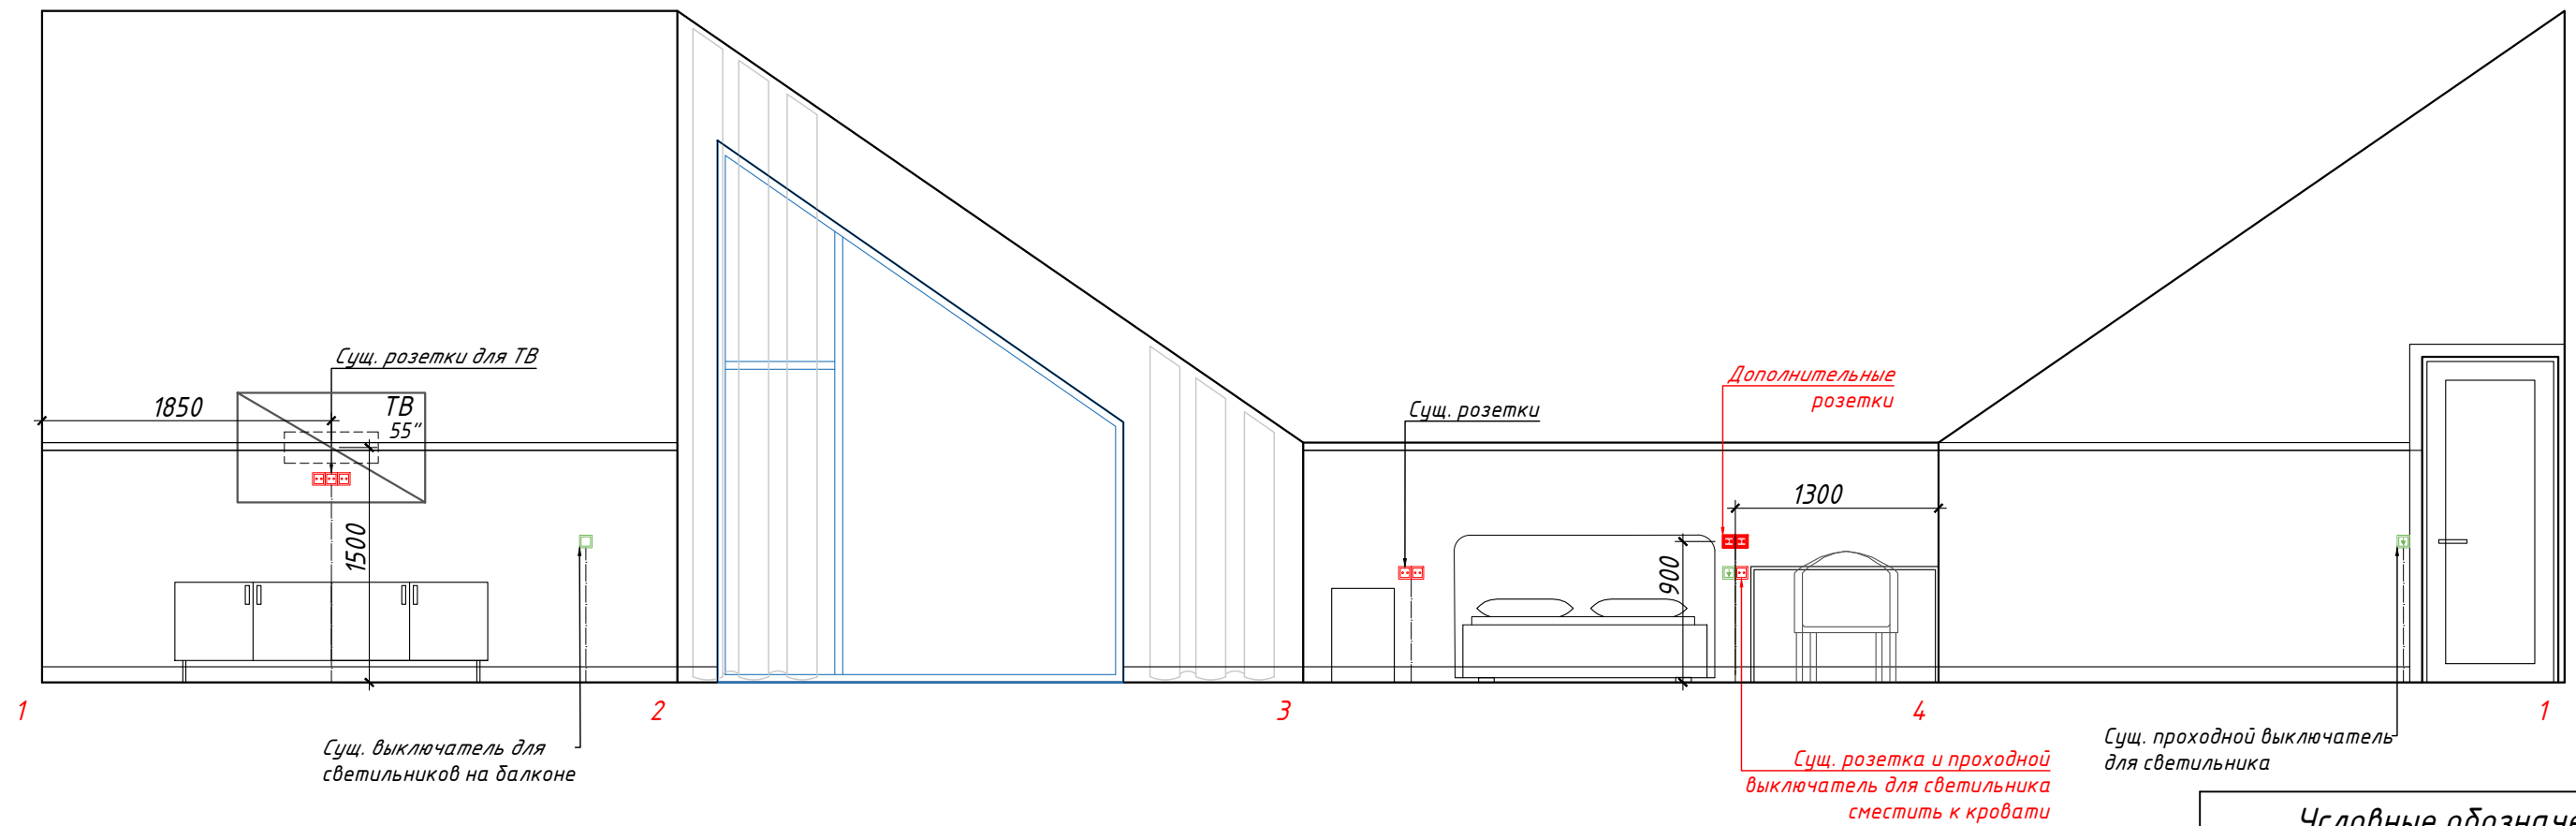 Сущ. розетки для ТВ
1850
ТВ
55"
1500
Сущ. розетки
Дополнительные
розетки
1300
900
1
2
3
4
1
Сущ. выключатель для
светильников на балконе
Сущ. розетка и проходной
выключатель для светильника
сместить к кровати
Сущ. проходной выключатель
для светильника
Условные обозначе